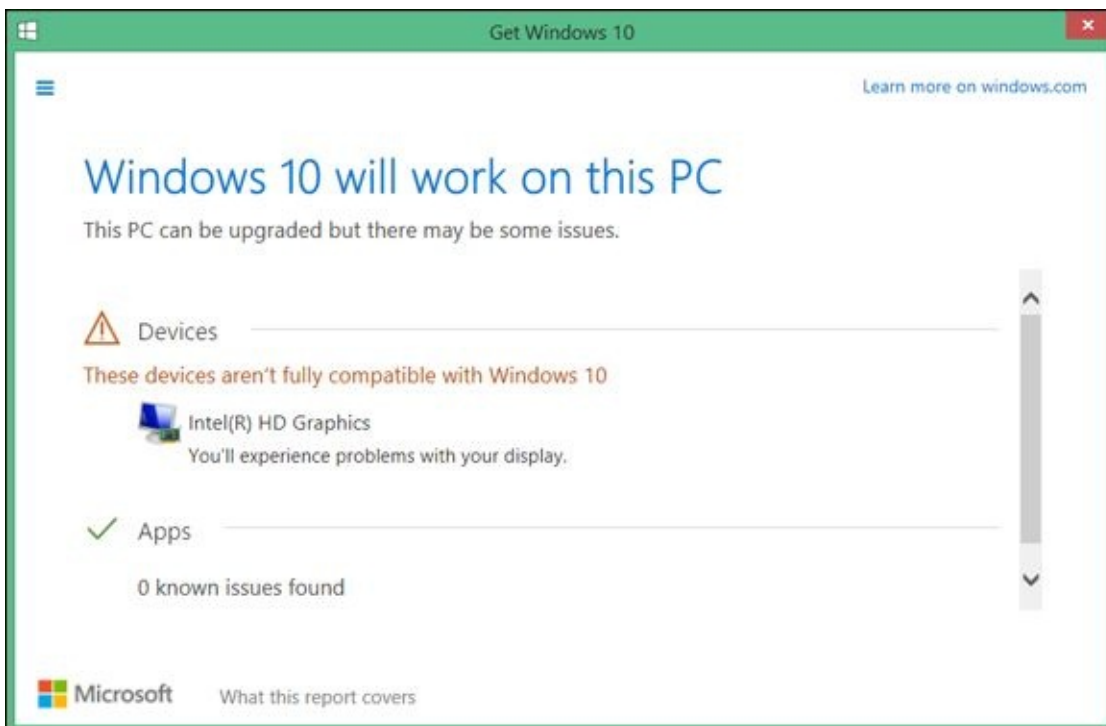 Get Windows 10
Learn more on windows.com
Windows 10 will work on this PC
This PC can be upgraded but there may be some issues.
Devices
These devices aren't fully compatible with Windows 10
Intel(R) HD Graphics
You'll experience problems with your display.
Apps
0 known issues found
Microsoft What this report covers